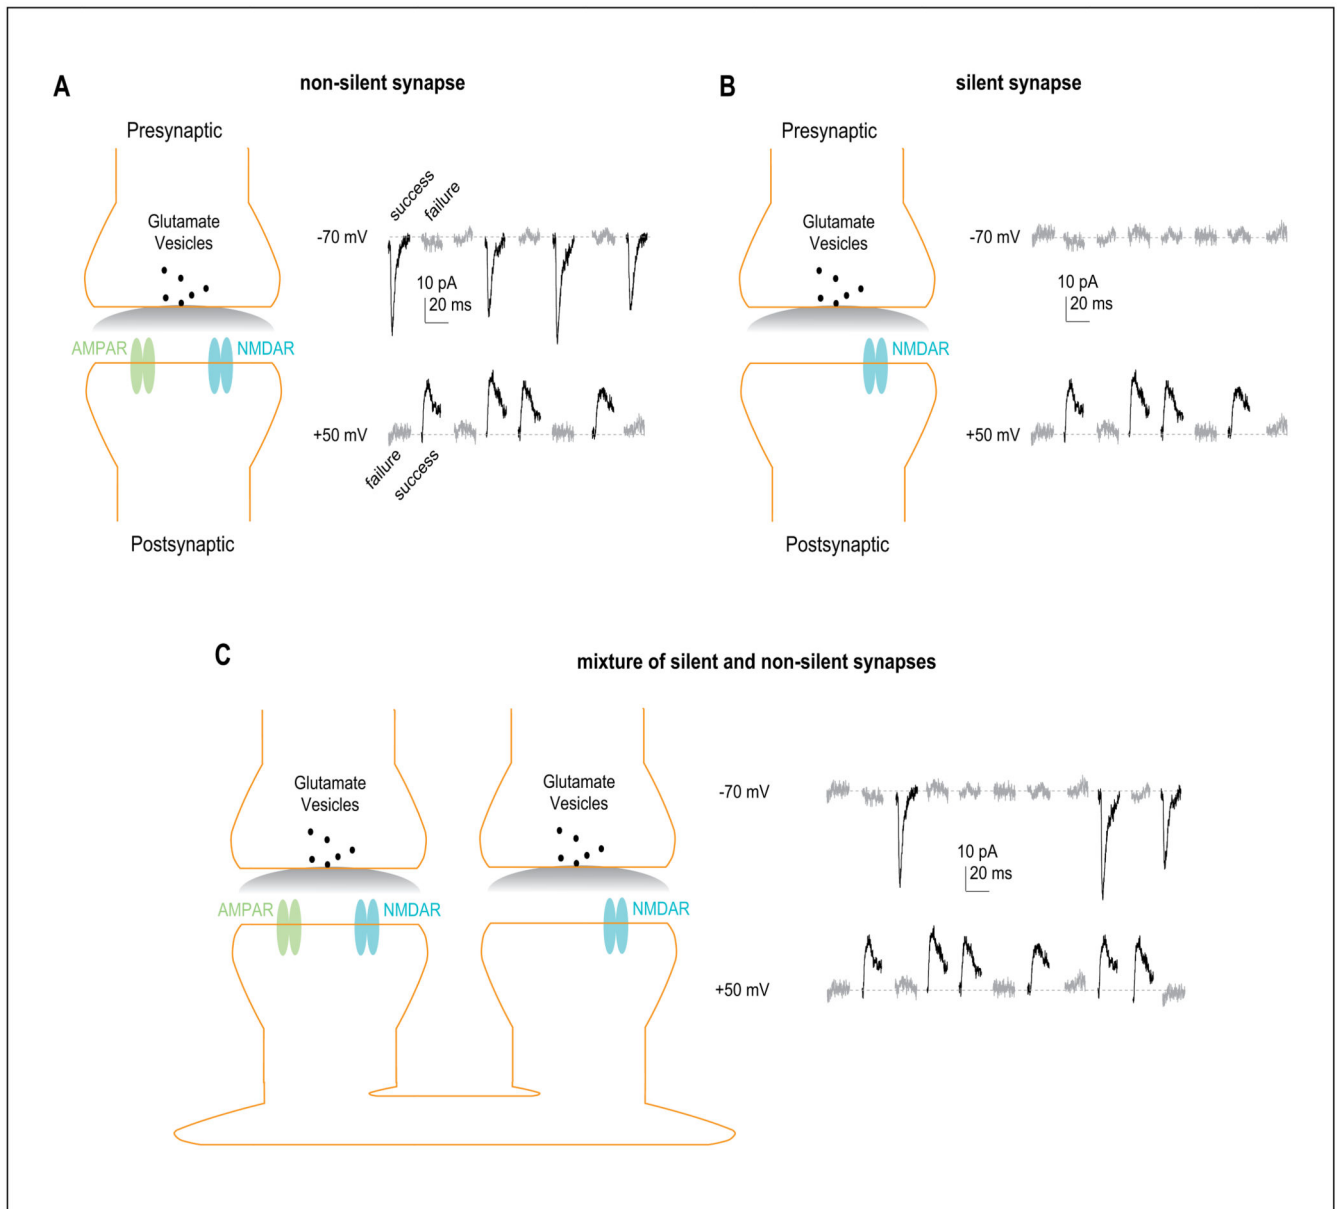 A
non-silent synapse
Presynaptic
Glutamate
Vesicles
AMPAR
NMDAR
Postsynaptic
success
failure
-70 mV
10 pA
20 ms
+50 mV
failure
success
B
silent synapse
Presynaptic
Glutamate
Vesicles
NMDAR
Postsynaptic
-70 mV
10 pA
20 ms
+50 mV
C
mixture of silent and non-silent synapses
Glutamate
Vesicles
AMPAR
NMDAR
Glutamate
Vesicles
NMDAR
-70 mV
10 pA
20 ms
+50 mV